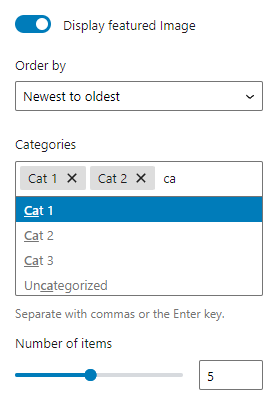 Display featured Image
Order by
Newest to oldest
Categories
Cat 1 × Cat 2 × ca
Cat 1
Cat 2
Cat 3
Uncategorized
Separate with commas or the Enter key.
Number of items
5